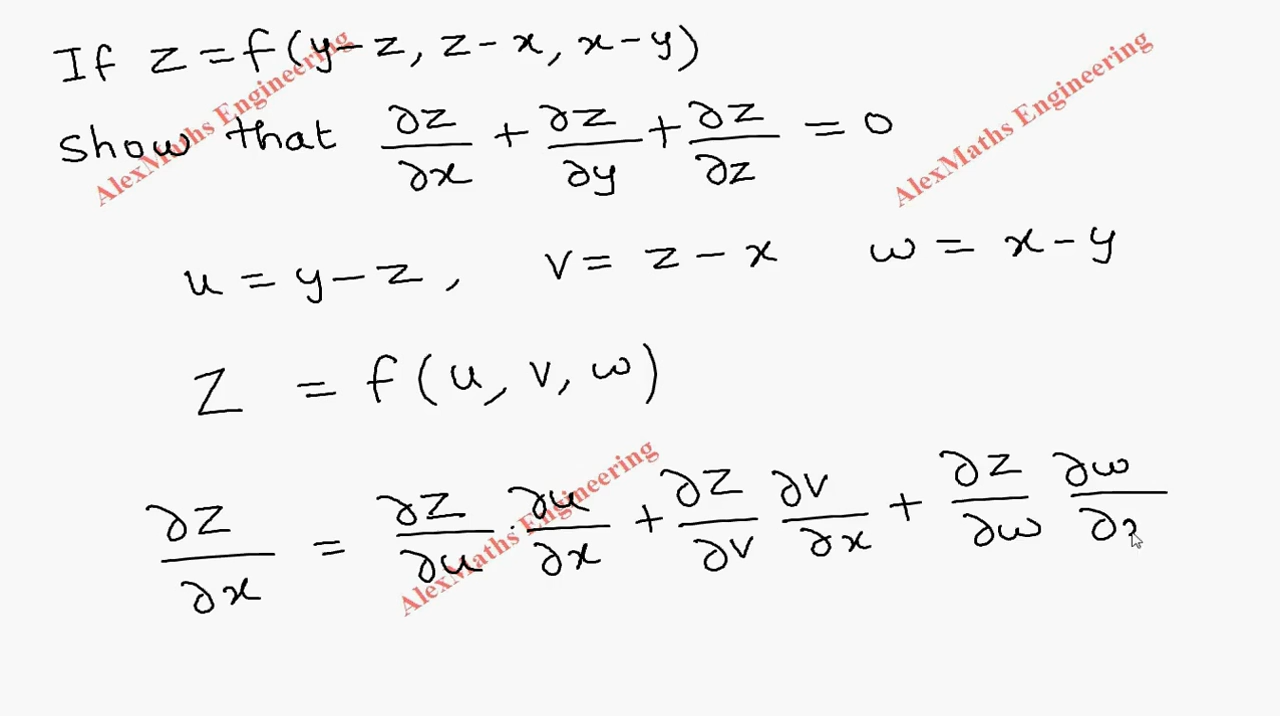 If z = f(y-z, z-x, x-y)
Show that ∂z/∂x + ∂z/∂y + ∂z/∂z = 0
u = y-z, v = z-x w = x-y
Z = f(u, v, w)
∂Z/∂x = ∂Z/∂u · ∂u/∂x + ∂Z/∂v ∂v/∂x + ∂Z/∂w ∂w/∂
AlexMaths Engineering
AlexMaths Engineering
AlexMaths Engineering